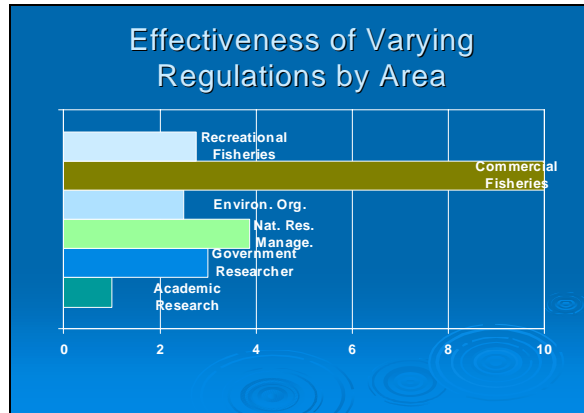 Effectiveness of Varying
Regulations by Area
Recreational
Fisheries
Commercial
Fisheries
Environ. Org.
Nat. Res.
Manage.
Government
Researcher
Academic
Research
0 2 4 6 8 10